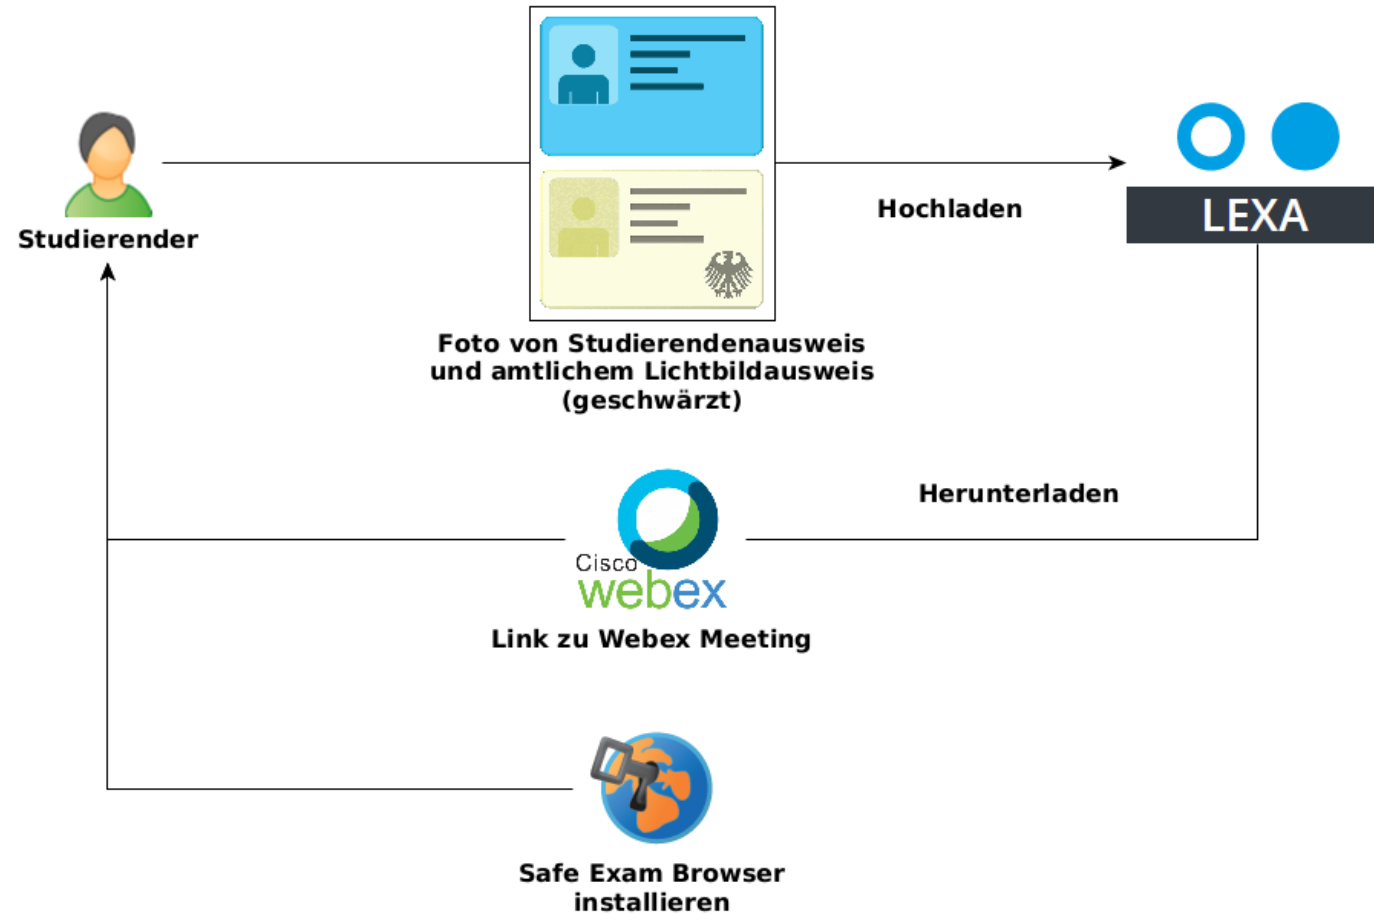 Studierender
Hochladen
LEXA
Foto von Studierendenausweis
und amtlichem Lichtbildausweis
(geschwärzt)
Herunterladen
Cisco
webex
Link zu Webex Meeting
Safe Exam Browser
installieren